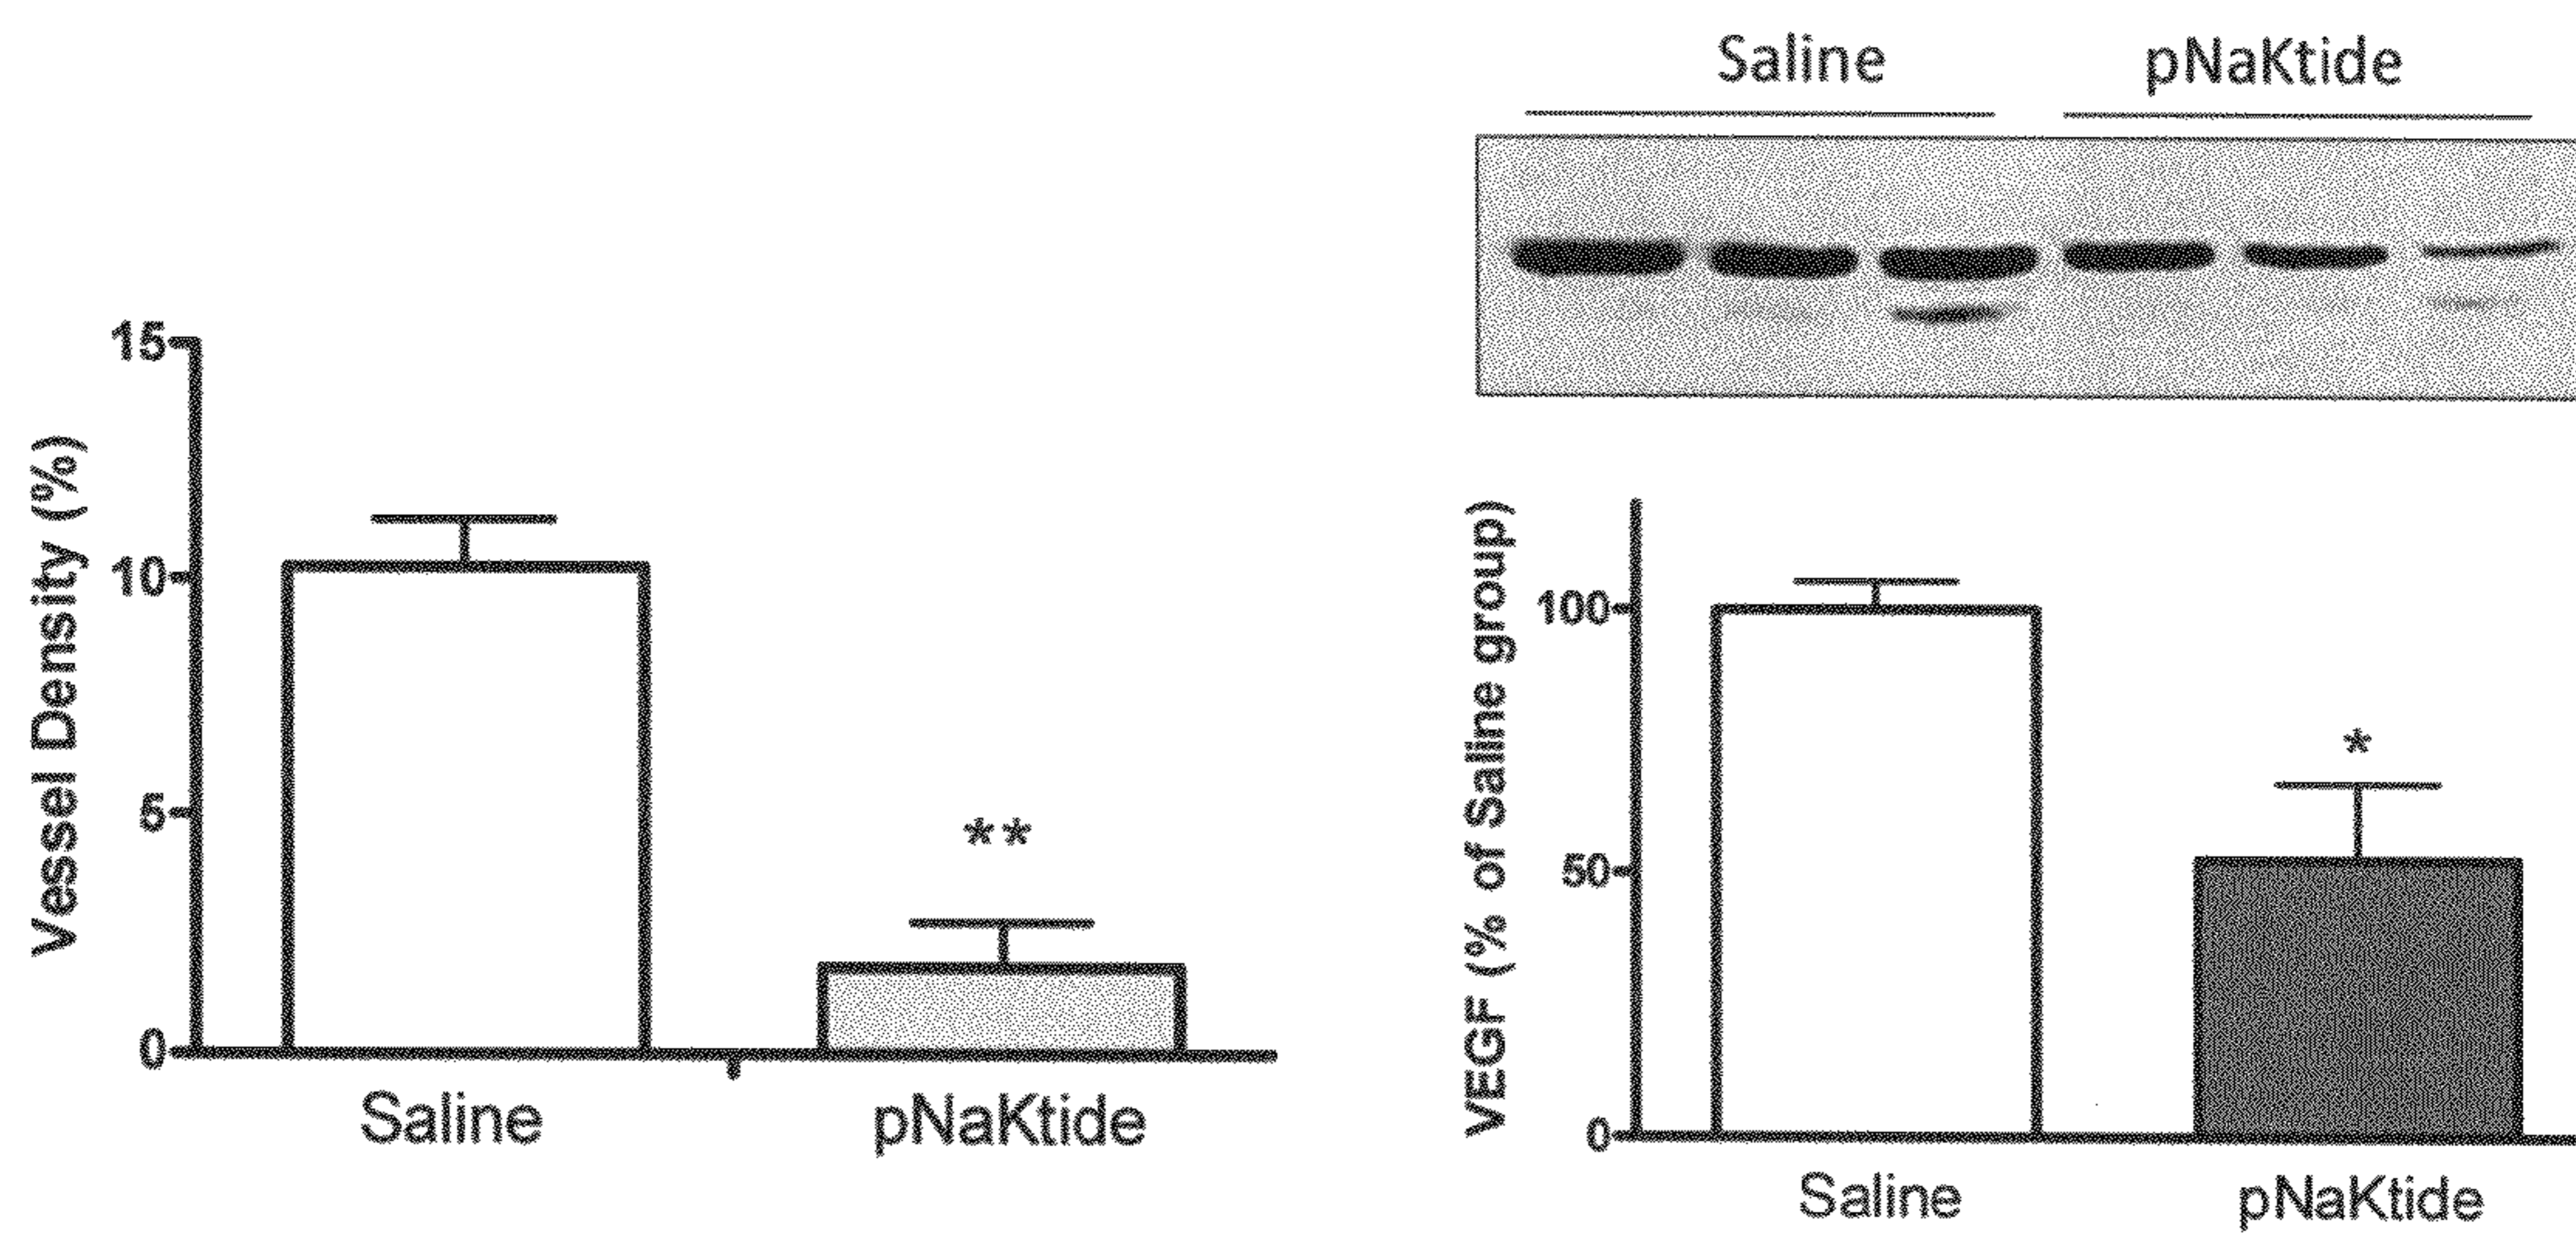 Saline pNaKtide
Vessel Density (%)
15
10
5
**
0
Saline pNaKtide
VEGF (% of Saline group)
100
50
*
0
Saline pNaKtide